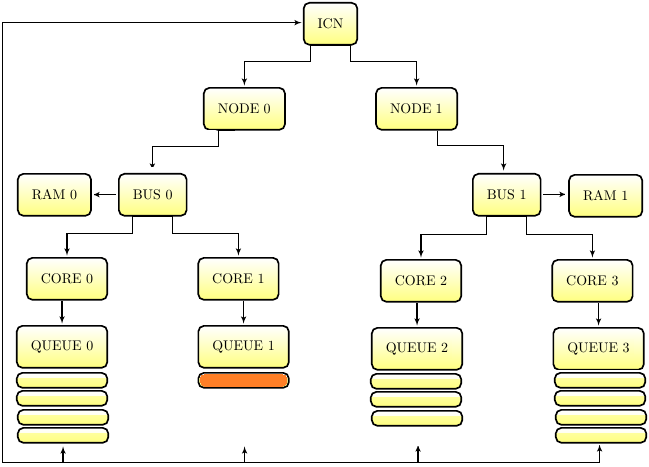 ICN
NODE 0
NODE 1
RAM 0
BUS 0
BUS 1
RAM 1
CORE 0
CORE 1
CORE 2
CORE 3
QUEUE 0
QUEUE 1
QUEUE 2
QUEUE 3